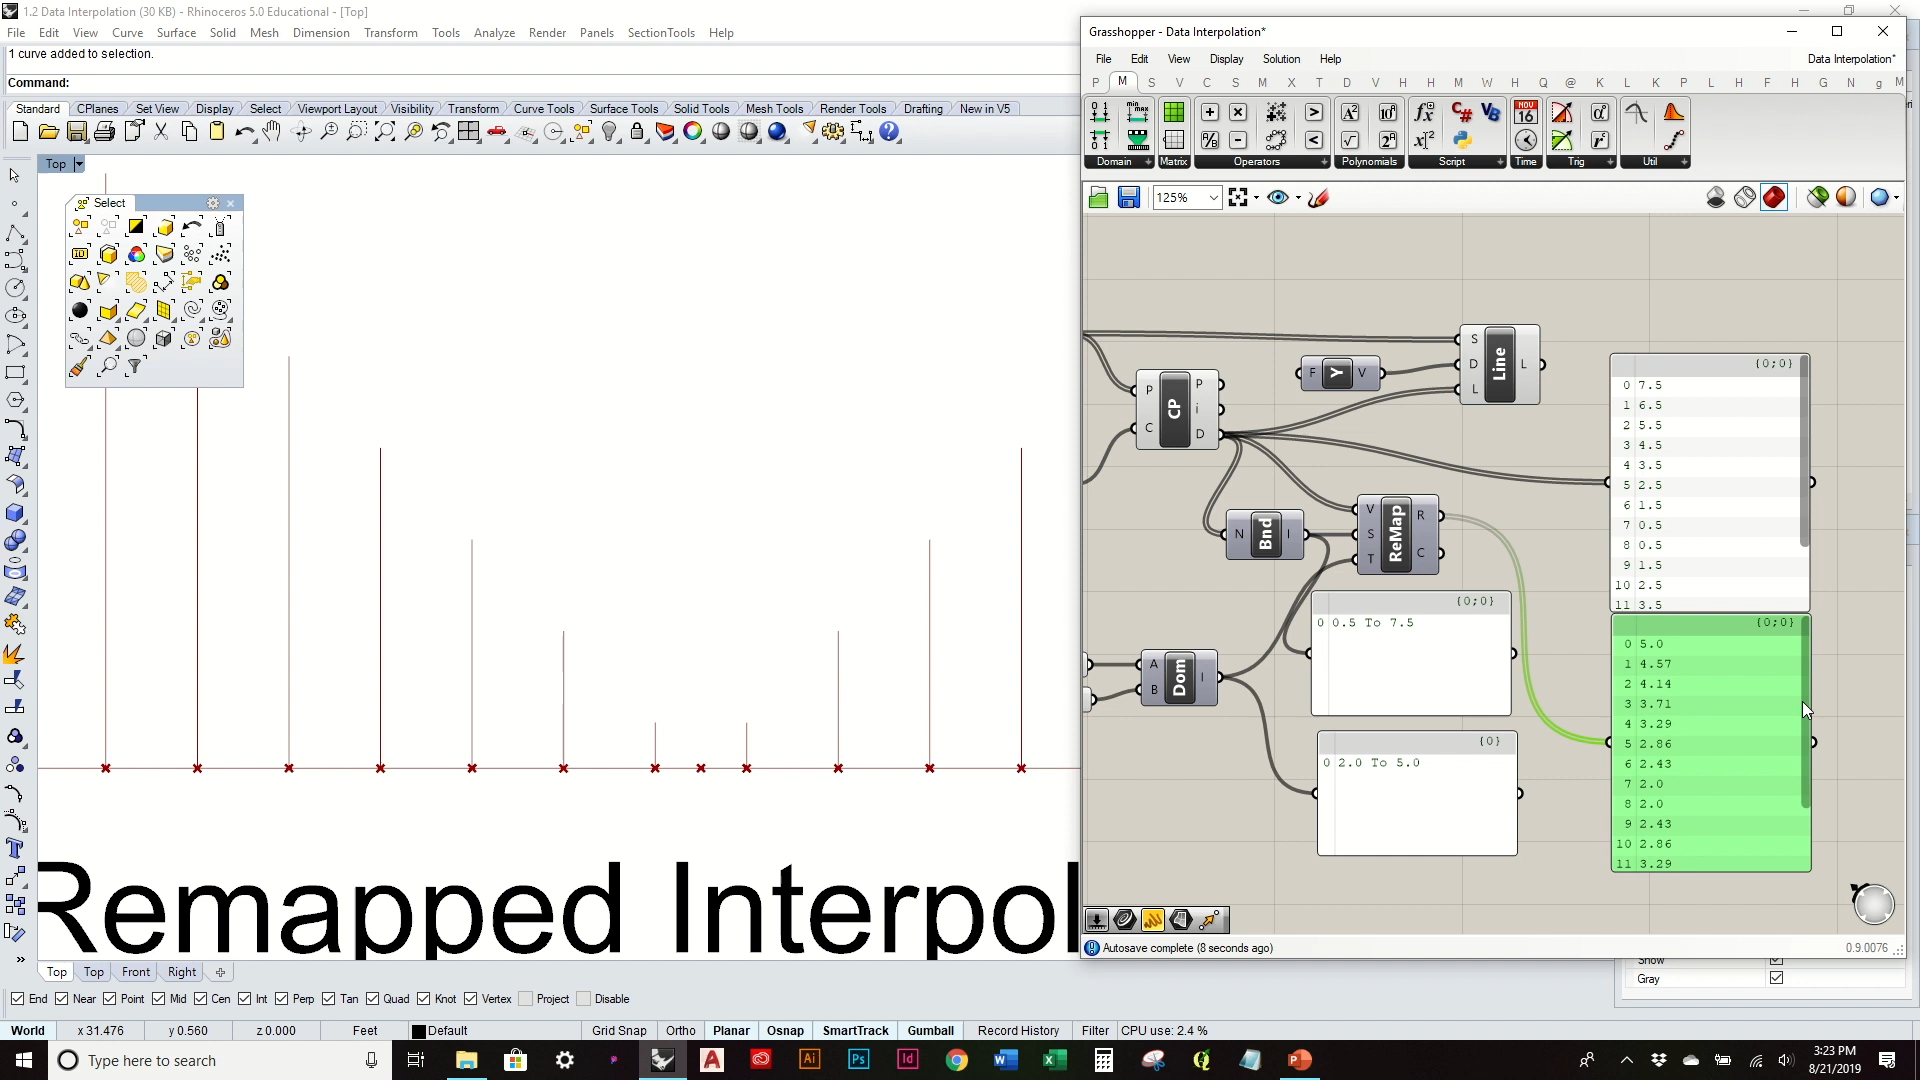 1.2 Data Interpolation (30 KB) - Rhinoceros 5.0 Educational - [Top]
File Edit View Curve Surface Solid Mesh Dimension Transform Tools Analyze Render Panels SectionTools Help
1 curve added to selection.
Command:
Standard CPlanes Set View Display Select Viewport Layout Visibility Transform Curve Tools Surface Tools Solid Tools Mesh Tools Render Tools Drafting New in V5
Top
Select
Remapped Interpol
Top Top Front Right
End Near Point Mid Cen Int Perp Tan Quad Knot Vertex Project Disable
World x 31.476 y 0.560 z 0.000 Feet Default Grid Snap Ortho Planar Osnap SmartTrack Gumball Record History Filter CPU use: 2.4 %
Grasshopper - Data Interpolation*
File Edit View Display Solution Help Data Interpolation*
P M S V C S M X T D V H H M W H Q @ K L K P L H F H G N g M
Domain Matrix Operators Polynomials Script Time Trig Util
125%
CP P C P i D
F Y V
S D L Line L
N Bnd I
V S T ReMap R C
A B Dom I
{0;0}
0 0.5 To 7.5
{0}
0 2.0 To 5.0
{0;0}
0 7.5
1 6.5
2 5.5
3 4.5
4 3.5
5 2.5
6 1.5
7 0.5
8 0.5
9 1.5
10 2.5
11 3.5
{0;0}
0 5.0
1 4.57
2 4.14
3 3.71
4 3.29
5 2.86
6 2.43
7 2.0
8 2.0
9 2.43
10 2.86
11 3.29
Autosave complete (8 seconds ago) 0.9.0076
Show
Gray
Type here to search
3:23 PM
8/21/2019